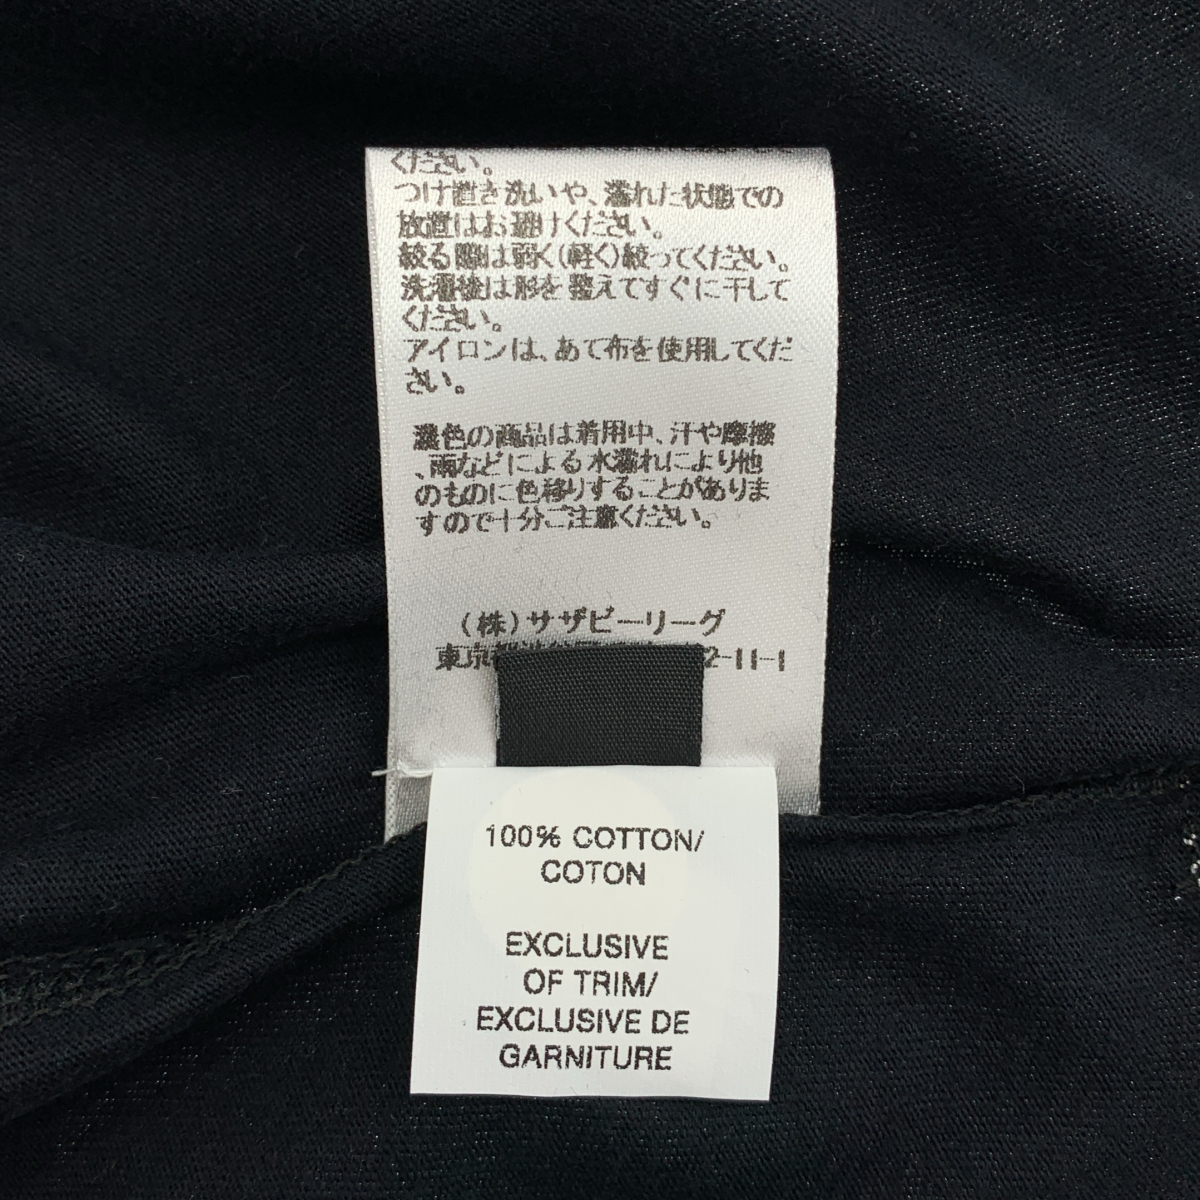 ください。
つけ置き洗いや、濡れた状態での
放置はお避けください。
絞る際は弱く(軽く)絞ってください。
洗濯後は形を整えてすぐに干して
ください。
アイロンは、あて布を使用してくだ
さい。
濃色の商品は着用中、汗や摩擦
、雨などによる水濡れにより他
のものに色移りすることがありま
すので十分ご注意ください。
(株)サザビーリーグ
東京都 2-11-1
100% COTTON/
COTON
EXCLUSIVE
OF TRIM/
EXCLUSIVE DE
GARNITURE